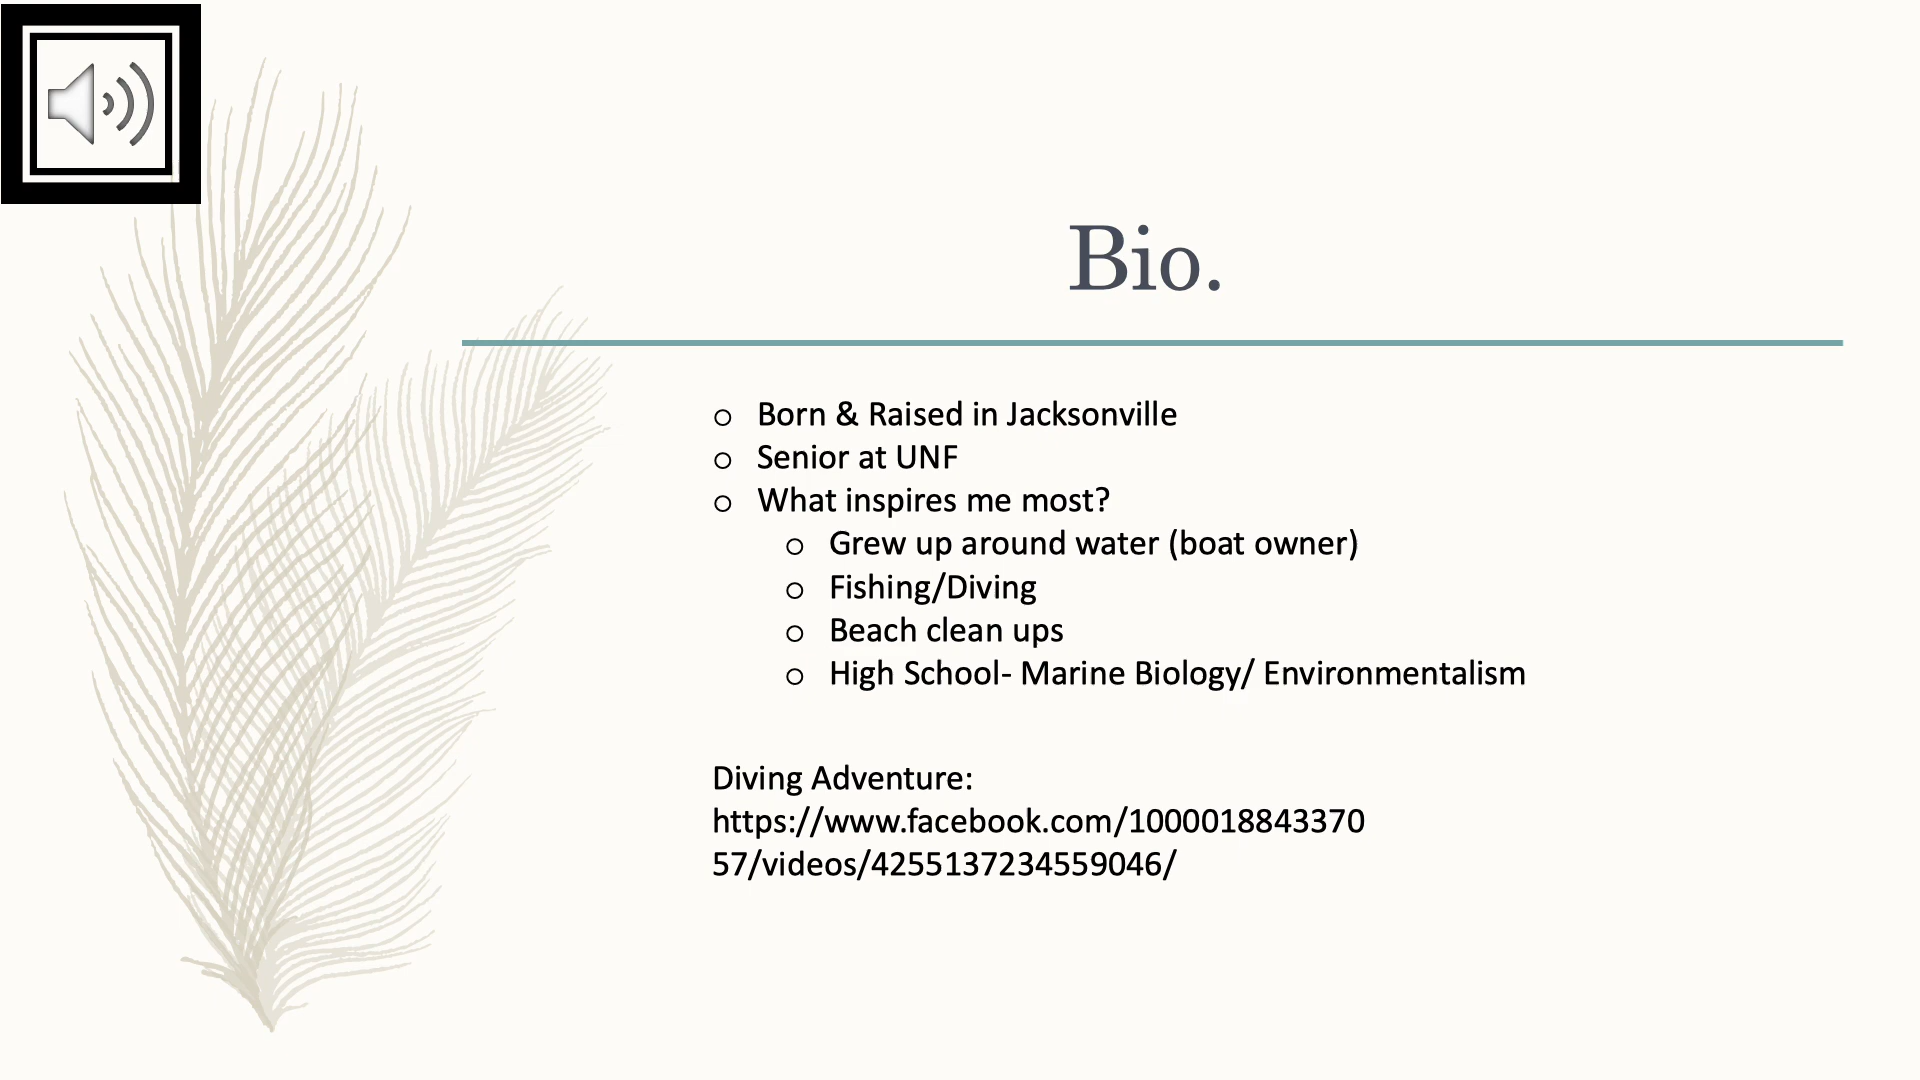 Bio.
o Born & Raised in Jacksonville
o Senior at UNF
o What inspires me most?
o Grew up around water (boat owner)
o Fishing/Diving
o Beach clean ups
o High School- Marine Biology/ Environmentalism
Diving Adventure:
https://www.facebook.com/1000018843370
57/videos/4255137234559046/